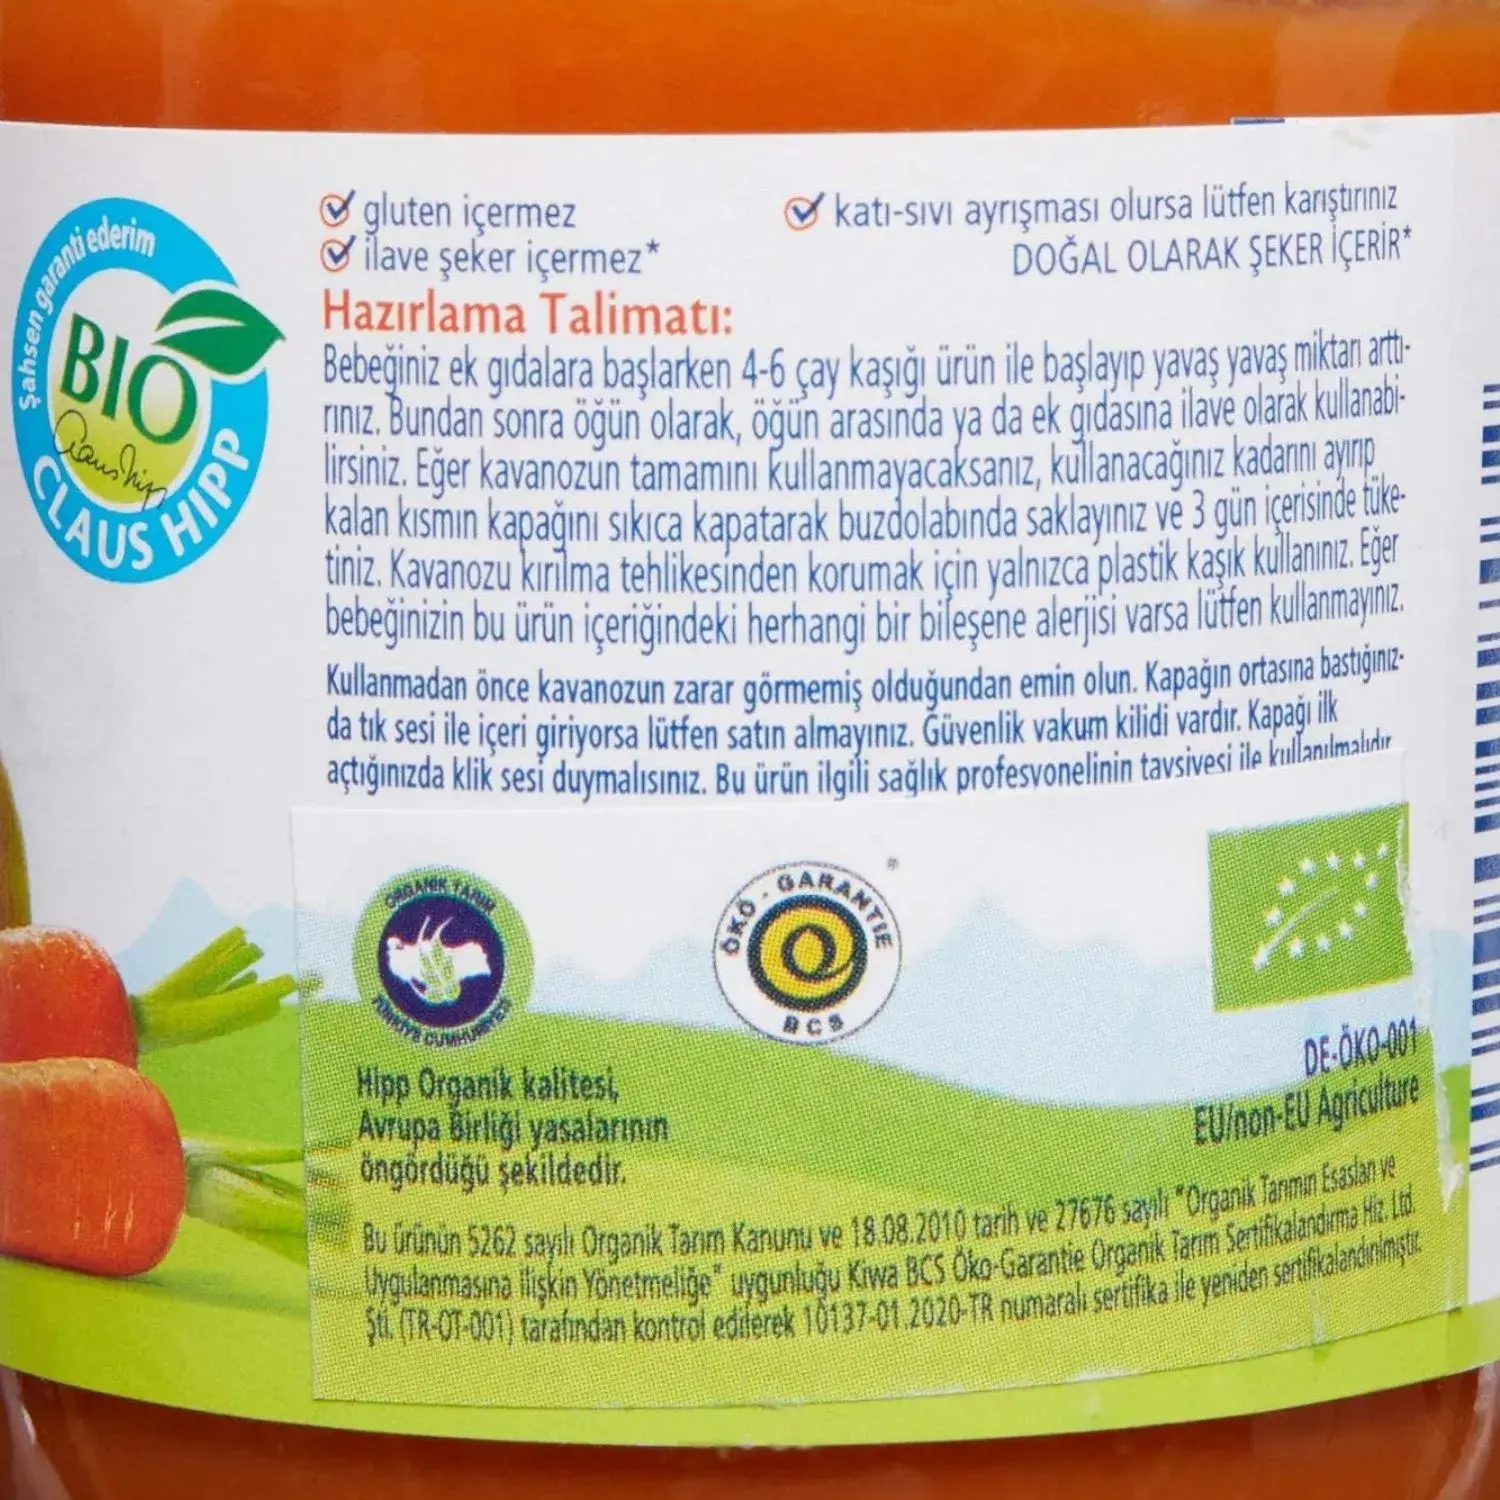 Şahsen garanti ederim
BIO
Claus Hipp
CLAUS HIPP
gluten içermez
ilave şeker içermez*
katı-sıvı ayrışması olursa lütfen karıştırınız
DOĞAL OLARAK ŞEKER İÇERİR*
Hazırlama Talimatı:
Bebeğiniz ek gıdalara başlarken 4-6 çay kaşığı ürün ile başlayıp yavaş yavaş miktarı arttı-
rınız. Bundan sonra öğün olarak, öğün arasında ya da ek gıdasına ilave olarak kullanabi-
lirsiniz. Eğer kavanozun tamamını kullanmayacaksanız, kullanacağınız kadarını ayırıp
kalan kısmın kapağını sıkıca kapatarak buzdolabında saklayınız ve 3 gün içerisinde tüke-
tiniz. Kavanozu kırılma tehlikesinden korumak için yalnızca plastik kaşık kullanınız. Eğer
bebeğinizin bu ürün içeriğindeki herhangi bir bileşene alerjisi varsa lütfen kullanmayınız.
Kullanmadan önce kavanozun zarar görmemiş olduğundan emin olun. Kapağın ortasına bastığınız-
da tık sesi ile içeri giriyorsa lütfen satın almayınız. Güvenlik vakum kilidi vardır. Kapağı ilk
açtığınızda klik sesi duymalısınız. Bu ürün ilgili sağlık profesyonelinin tavsiyesi ile kullanılmalıdır
ORGANİK TARIM
TÜRKİYE CUMHURİYETİ
ÖKO-GARANTIE
BCS
®
DE-ÖKO-001
EU/non-EU Agriculture
Hipp Organik kalitesi,
Avrupa Birliği yasalarının
öngördüğü şekildedir.
Bu ürünün 5262 sayılı Organik Tarım Kanunu ve 18.08.2010 tarih ve 27676 sayılı "Organik Tarımın Esasları ve
Uygulanmasına İlişkin Yönetmeliğe" uygunluğu Kiwa BCS Öko-Garantie Organik Tarım Sertifikalandırma Hiz. Ltd.
Şti. (TR-OT-001) tarafından kontrol edilerek 10137-01.2020-TR numaralı sertifika ile yeniden sertifikalandırılmıştır.